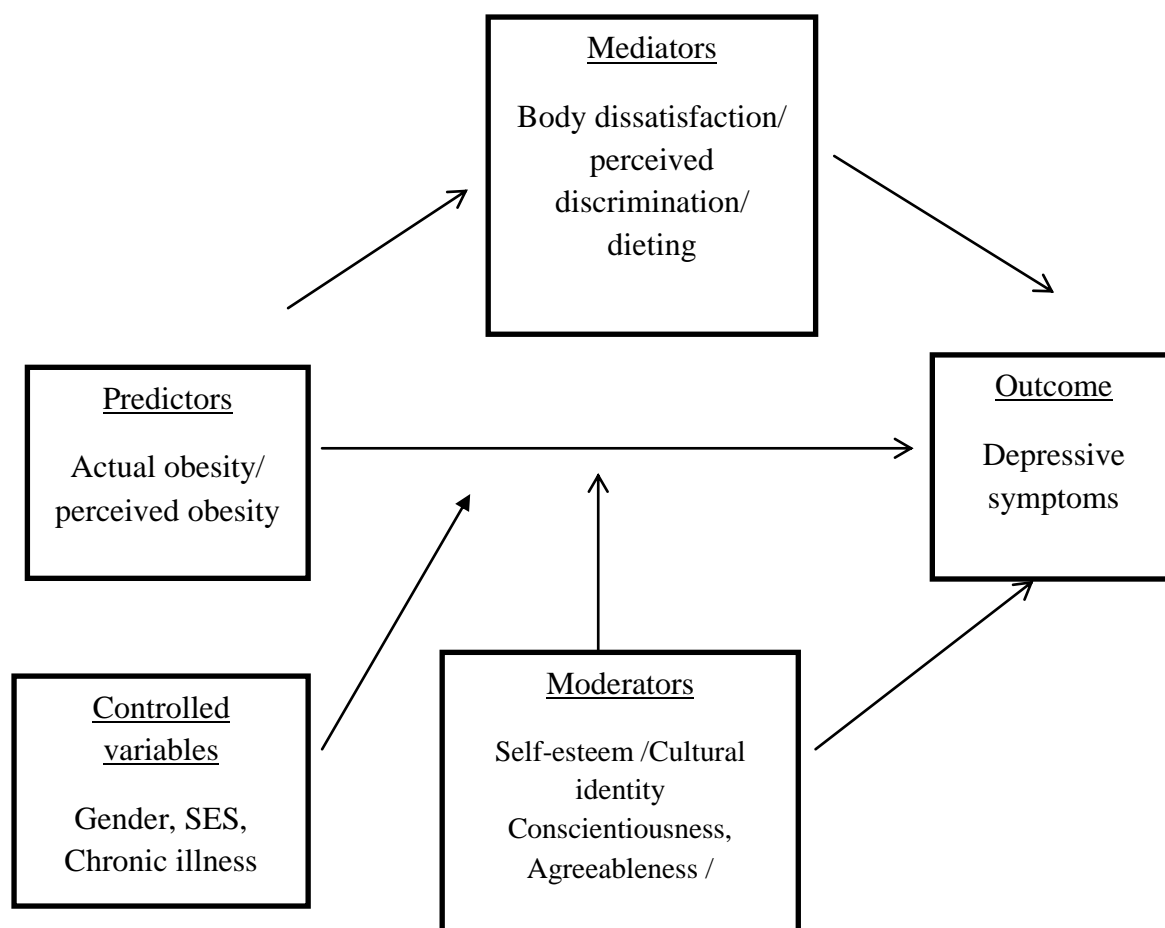 Mediators
Body dissatisfaction/
perceived
discrimination/
dieting
Predictors
Actual obesity/
perceived obesity
Outcome
Depressive
symptoms
Controlled
variables
Gender, SES,
Chronic illness
Moderators
Self-esteem /Cultural
identity
Conscientiousness,
Agreeableness /